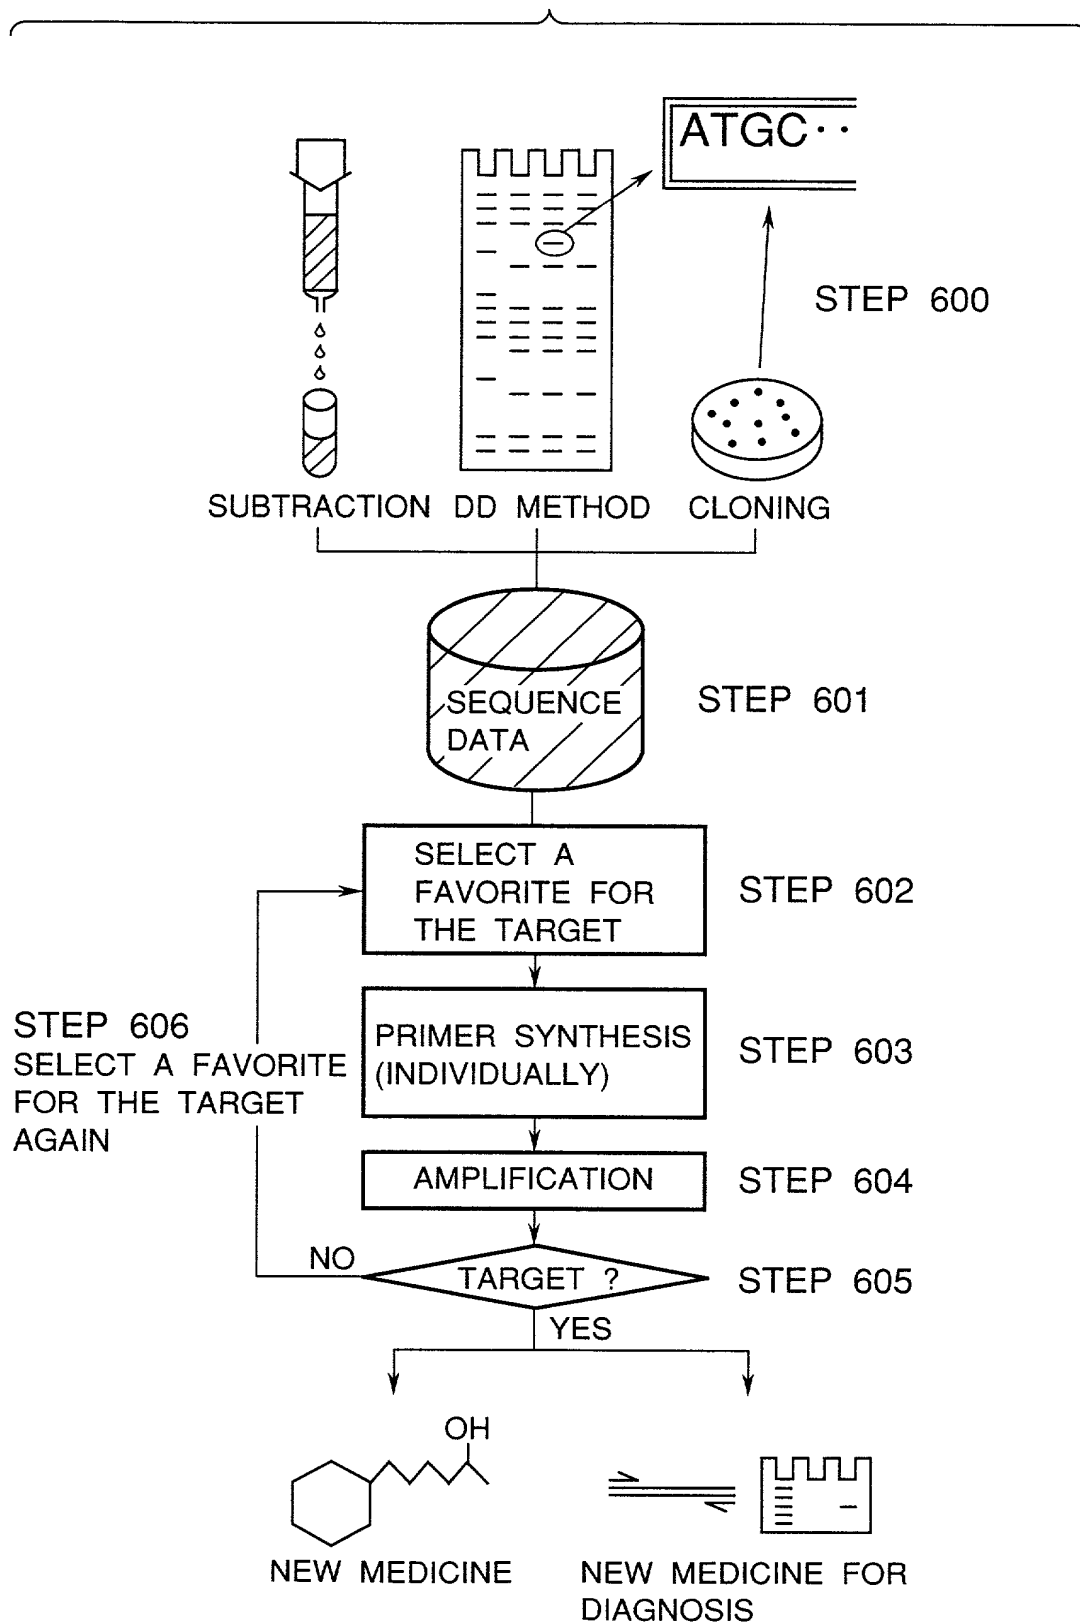 ATGC··
STEP 600
SUBTRACTION DD METHOD CLONING
SEQUENCE
DATA
STEP 601
SELECT A
FAVORITE FOR
THE TARGET
STEP 602
PRIMER SYNTHESIS
(INDIVIDUALLY)
STEP 603
STEP 606
SELECT A FAVORITE
FOR THE TARGET
AGAIN
AMPLIFICATION
STEP 604
NO
TARGET ?
STEP 605
YES
OH
NEW MEDICINE
NEW MEDICINE FOR
DIAGNOSIS